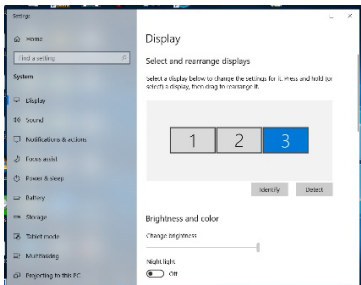 Settings
Home
Find a setting
System
Display
Sound
Notifications & actions
Focus assist
Power & sleep
Battery
Storage
Tablet mode
Multitasking
Projecting to this PC
Display
Select and rearrange displays
Select a display below to change the settings for it. Press and hold (or
select) a display, then drag to rearrange it.
1 2 3
Identify Detect
Brightness and color
Change brightness
Night light
Off